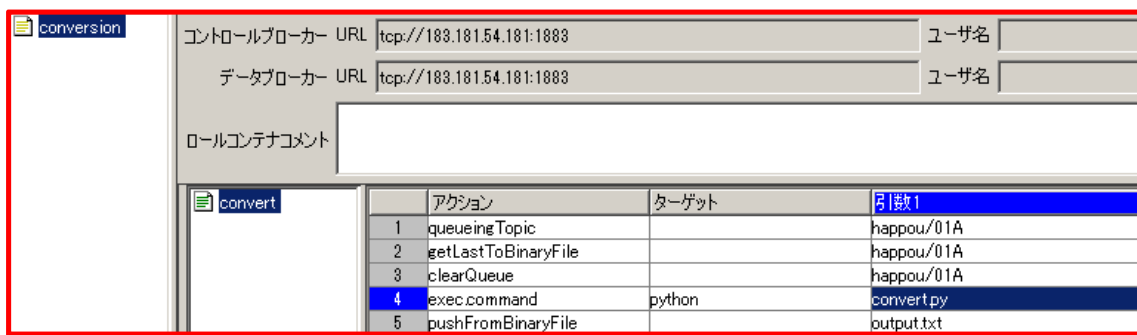 conversion
コントロールブローカー URL tcp://183.181.54.181:1883 ユーザ名
データブローカー URL tcp://183.181.54.181:1883 ユーザ名
ロールコンテナコメント
convert
アクション ターゲット 引数1
1 queueingTopic happou/01A
2 getLastToBinaryFile happou/01A
3 clearQueue happou/01A
4 exec.command python convert.py
5 pushFromBinaryFile output.txt